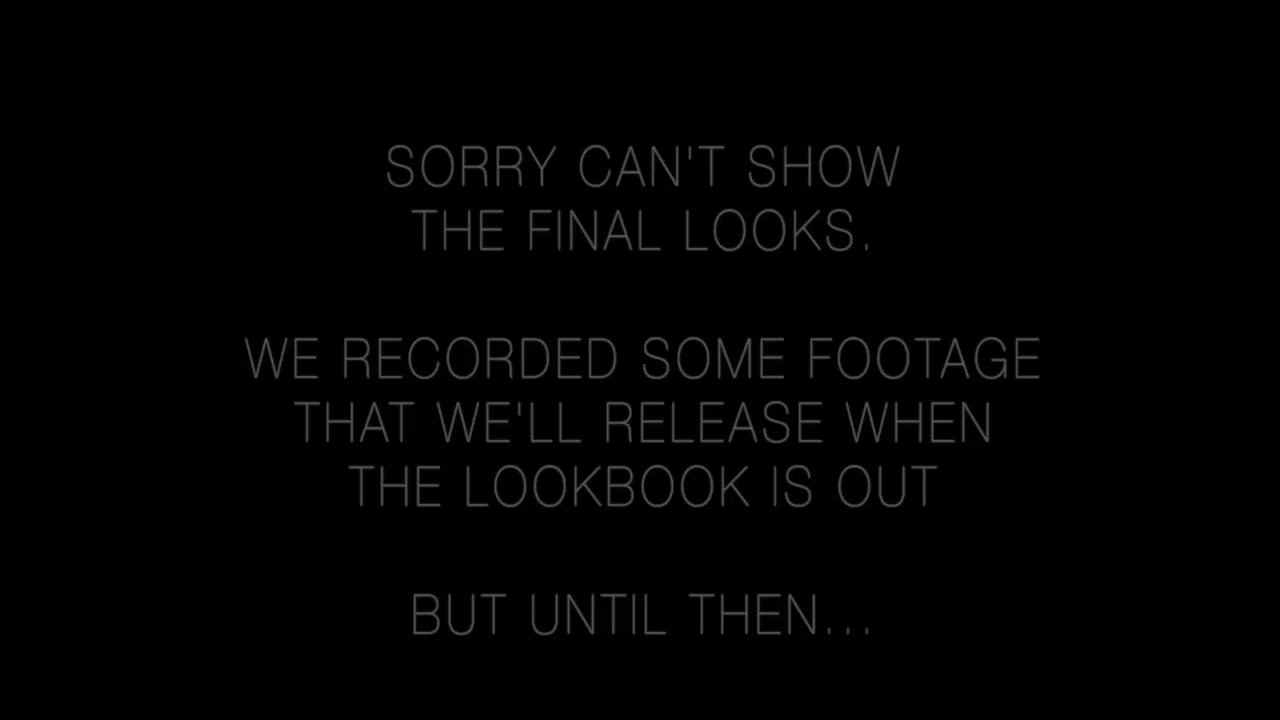 SORRY CAN'T SHOW
THE FINAL LOOKS.
WE RECORDED SOME FOOTAGE
THAT WE'LL RELEASE WHEN
THE LOOKBOOK IS OUT
BUT UNTIL THEN...